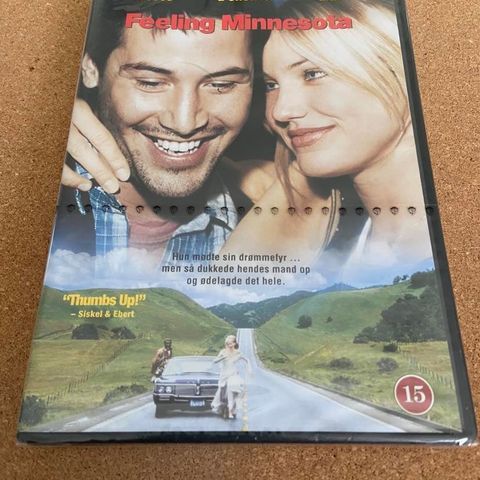 Feeling Minnesota
Hun mødte sin drømmefyr ...
men så dukkede hendes mand op
og ødelagde det hele.
"Thumbs Up!"
– Siskel & Ebert
15